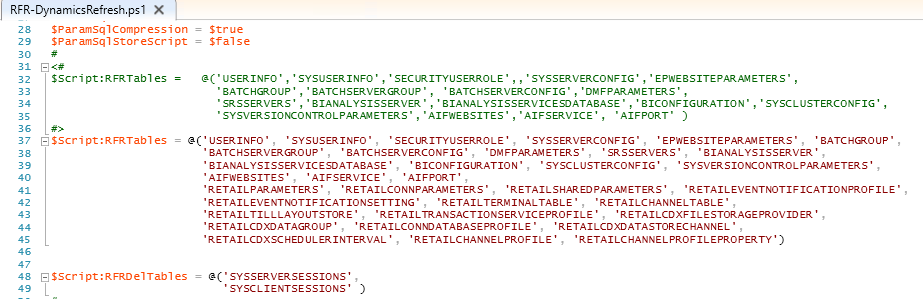 RFR-DynamicsRefresh.ps1 X
28 $ParamSqlCompression = $true
29 $ParamSqlStoreScript = $false
30 #
31 <#
32 $Script:RFRTables =   @('USERINFO','SYSUSERINFO','SECURITYUSERROLE',,'SYSSERVERCONFIG','EPWEBSITEPARAMETERS',
33 'BATCHGROUP','BATCHSERVERGROUP', 'BATCHSERVERCONFIG','DMFPARAMETERS',
34 'SRSSERVERS','BIANALYSISSERVER','BIANALYSISSERVICESDATABASE','BICONFIGURATION','SYSCLUSTERCONFIG',
35 'SYSVERSIONCONTROLPARAMETERS','AIFWEBSITES','AIFSERVICE', 'AIFPORT' )
36 #>
37 $Script:RFRTables = @('USERINFO', 'SYSUSERINFO', 'SECURITYUSERROLE', 'SYSSERVERCONFIG', 'EPWEBSITEPARAMETERS', 'BATCHGROUP',
38 'BATCHSERVERGROUP', 'BATCHSERVERCONFIG', 'DMFPARAMETERS', 'SRSSERVERS', 'BIANALYSISSERVER',
39 'BIANALYSISSERVICESDATABASE', 'BICONFIGURATION', 'SYSCLUSTERCONFIG', 'SYSVERSIONCONTROLPARAMETERS',
40 'AIFWEBSITES', 'AIFSERVICE', 'AIFPORT',
41 'RETAILPARAMETERS', 'RETAILCONNPARAMETERS', 'RETAILSHAREDPARAMETERS', 'RETAILEVENTNOTIFICATIONPROFILE',
42 'RETAILEVENTNOTIFICATIONSETTING', 'RETAILTERMINALTABLE', 'RETAILCHANNELTABLE',
43 'RETAILTILLLAYOUTSTORE', 'RETAILTRANSACTIONSERVICEPROFILE', 'RETAILCDXFILESTORAGEPROVIDER',
44 'RETAILCDXDATAGROUP', 'RETAILCONNDATABASEPROFILE', 'RETAILCDXDATASTORECHANNEL',
45 'RETAILCDXSCHEDULERINTERVAL', 'RETAILCHANNELPROFILE', 'RETAILCHANNELPROFILEPROPERTY')
46
47
48 $Script:RFRDelTables = @('SYSSERVERSESSIONS',
49 'SYSCLIENTSESSIONS' )